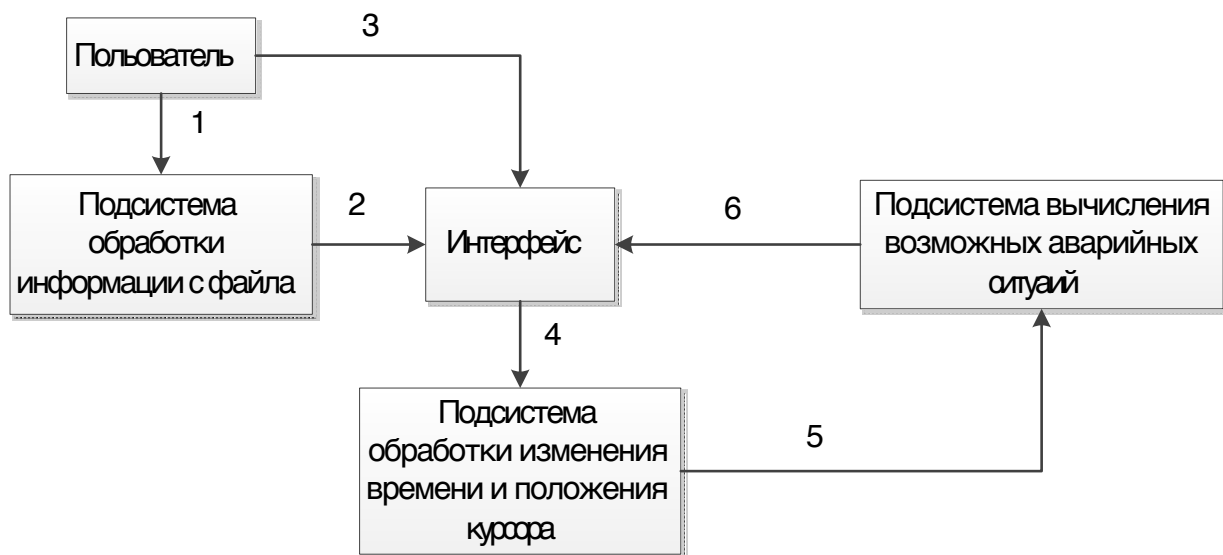 3
Пользователь
1
Подсистема
обработки
информации с файла
2
Интерфейс
6
Подсистема вычисления
возможных аварийных
ситуаий
4
Подсистема
обработки изменения
времени и положения
курсора
5